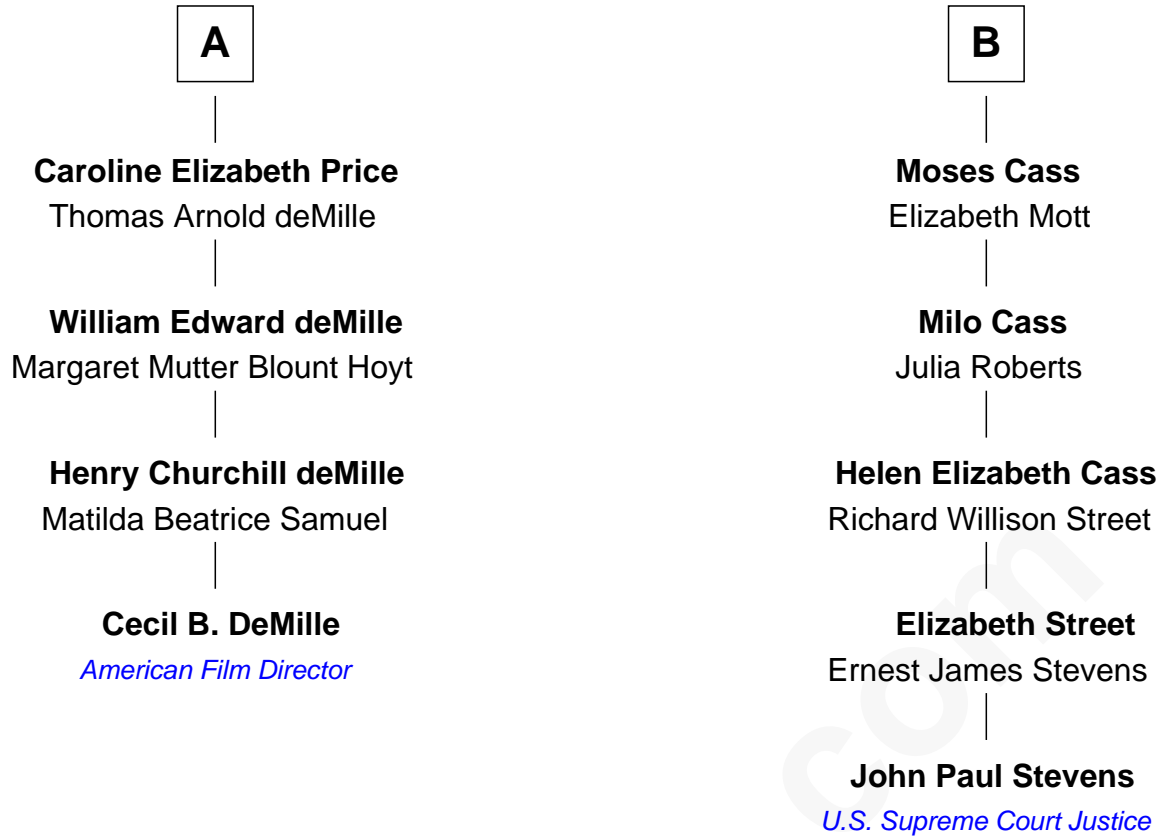 A
Caroline Elizabeth Price
Thomas Arnold deMille
William Edward deMille
Margaret Mutter Blount Hoyt
Henry Churchill deMille
Matilda Beatrice Samuel
Cecil B. DeMille
American Film Director
B
Moses Cass
Elizabeth Mott
Milo Cass
Julia Roberts
Helen Elizabeth Cass
Richard Willison Street
Elizabeth Street
Ernest James Stevens
John Paul Stevens
U.S. Supreme Court Justice
com